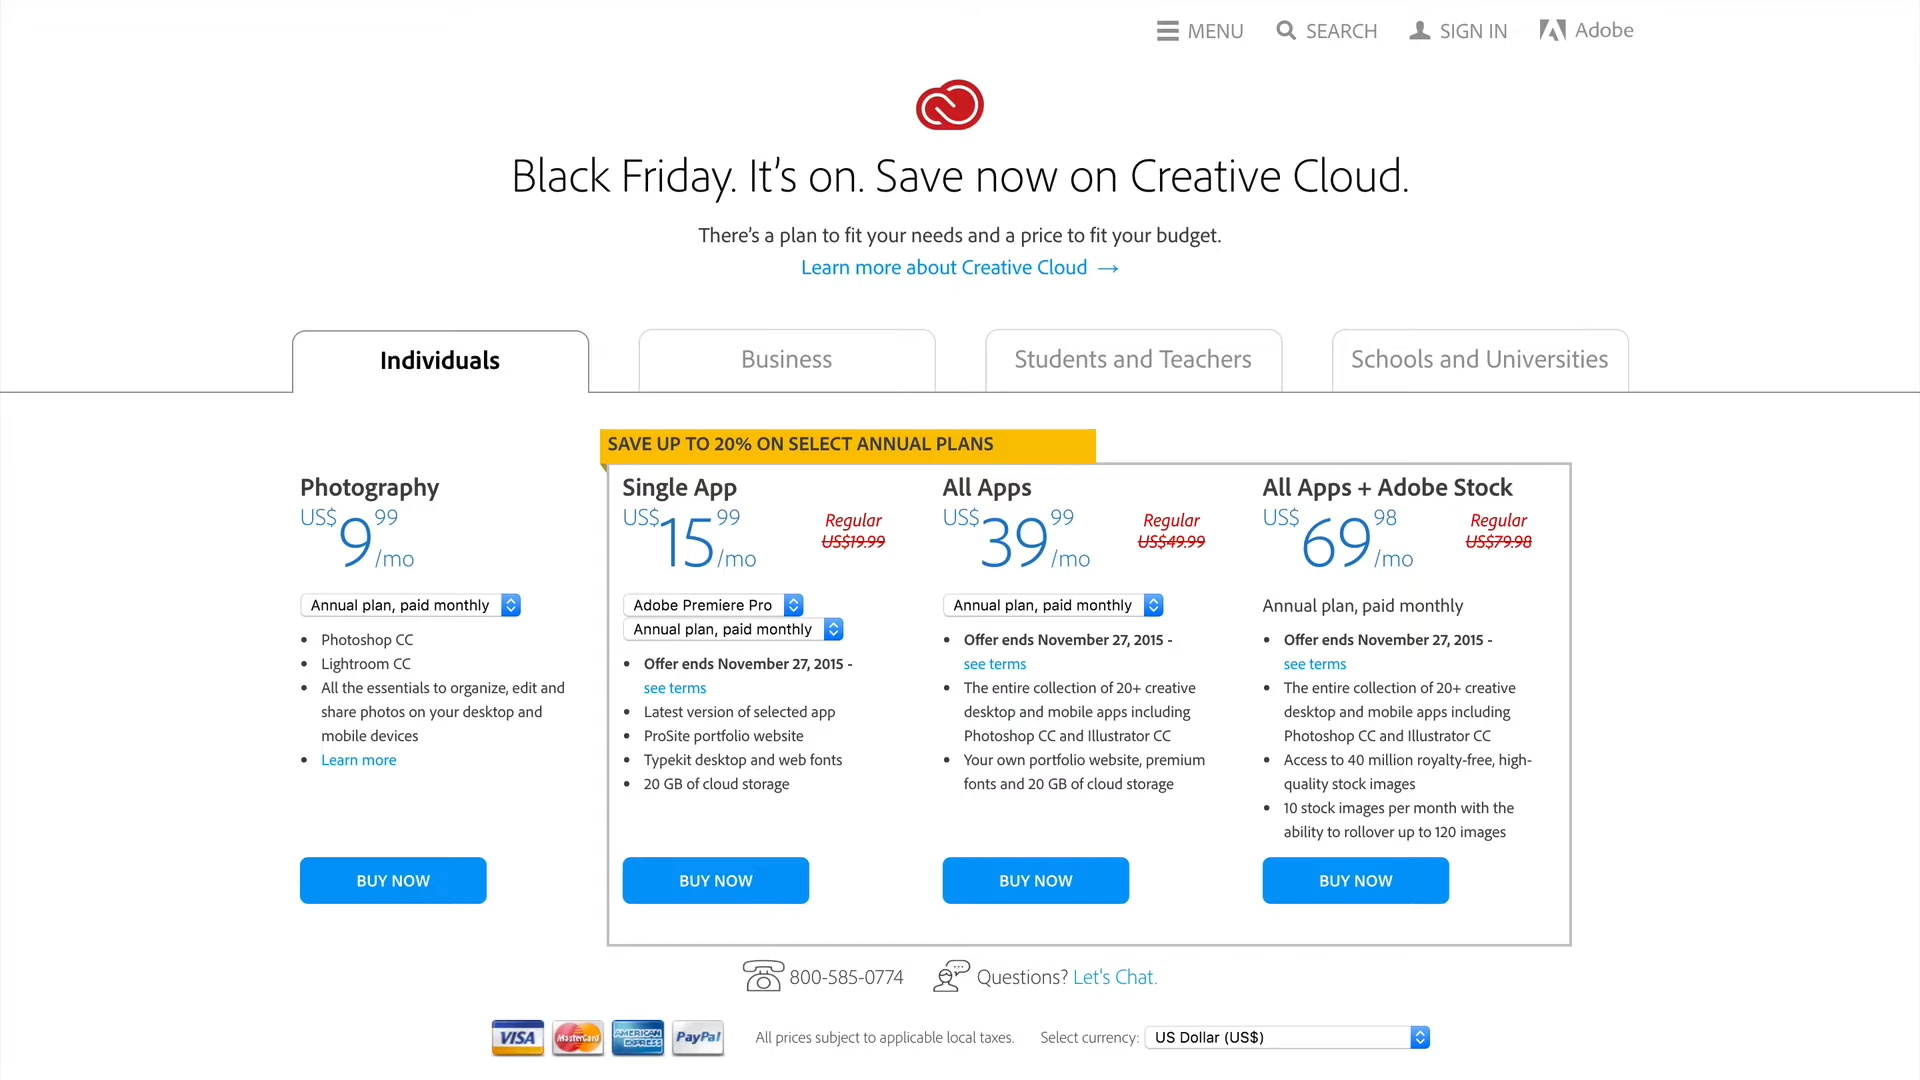 MENU SEARCH SIGN IN Adobe
Black Friday. It's on. Save now on Creative Cloud.
There's a plan to fit your needs and a price to fit your budget.
Learn more about Creative Cloud →
Individuals
Business
Students and Teachers
Schools and Universities
SAVE UP TO 20% ON SELECT ANNUAL PLANS
Photography
US$999/mo
Annual plan, paid monthly
• Photoshop CC
• Lightroom CC
• All the essentials to organize, edit and
share photos on your desktop and
mobile devices
• Learn more
BUY NOW
Single App
US$1599/mo
Regular
US$19.99
Adobe Premiere Pro
Annual plan, paid monthly
• Offer ends November 27, 2015 -
see terms
• Latest version of selected app
• ProSite portfolio website
• Typekit desktop and web fonts
• 20 GB of cloud storage
BUY NOW
All Apps
US$3999/mo
Regular
US$49.99
Annual plan, paid monthly
• Offer ends November 27, 2015 -
see terms
• The entire collection of 20+ creative
desktop and mobile apps including
Photoshop CC and Illustrator CC
• Your own portfolio website, premium
fonts and 20 GB of cloud storage
BUY NOW
All Apps + Adobe Stock
US$6998/mo
Regular
US$79.98
Annual plan, paid monthly
• Offer ends November 27, 2015 -
see terms
• The entire collection of 20+ creative
desktop and mobile apps including
Photoshop CC and Illustrator CC
• Access to 40 million royalty-free, high-
quality stock images
• 10 stock images per month with the
ability to rollover up to 120 images
BUY NOW
800-585-0774 Questions? Let's Chat.
VISA MasterCard AMERICAN EXPRESS PayPal All prices subject to applicable local taxes. Select currency: US Dollar (US$)